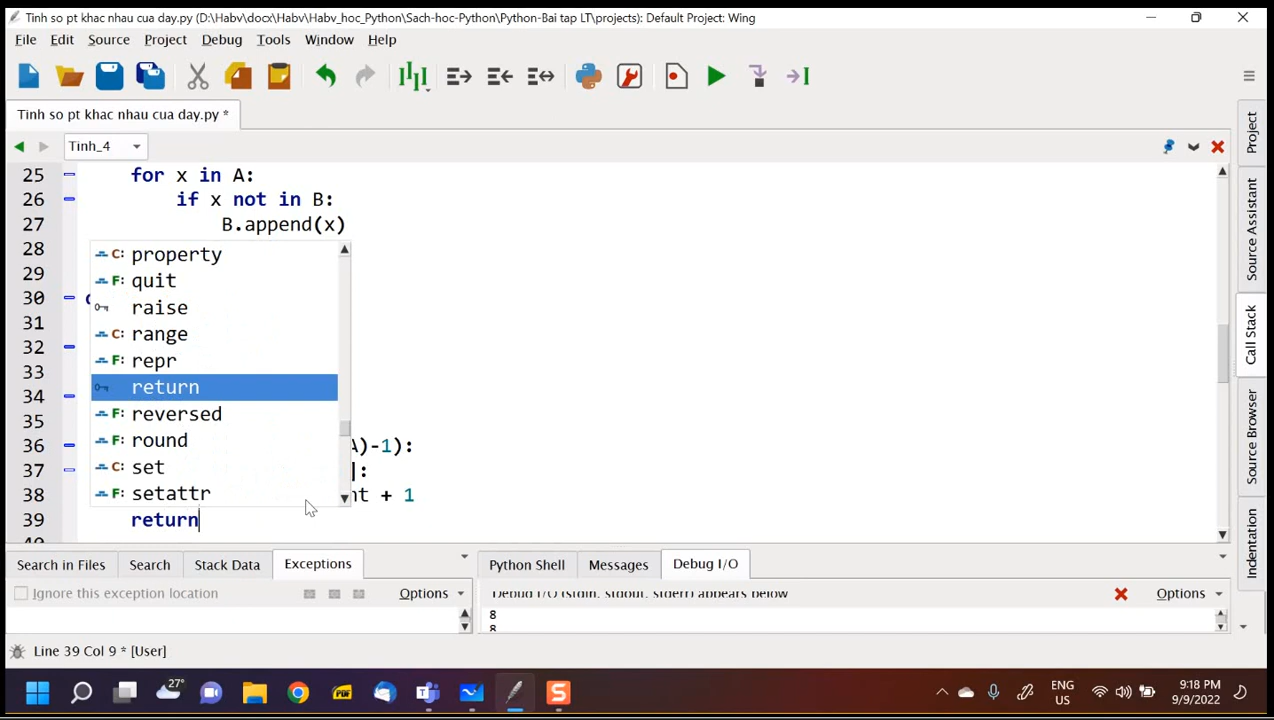 Tinh so pt khac nhau cua day.py (D:\Habv\docx\Habv\Habv_hoc_Python\Sach-hoc-Python\Python-Bai tap LT\projects): Default Project: Wing
File Edit Source Project Debug Tools Window Help
Tinh so pt khac nhau cua day.py *
Tinh_4
25 for x in A:
26 if x not in B:
27 B.append(x)
28
29
30
31
32
33
34
35
36 A)-1):
37 ]:
38 nt + 1
39 return
C: property
F: quit
raise
C: range
F: repr
return
F: reversed
F: round
C: set
F: setattr
Project
Source Assistant
Call Stack
Source Browser
Indentation
Search in Files Search Stack Data Exceptions
Ignore this exception location Options
Python Shell Messages Debug I/O
Debug I/O (stdin, stdout, stderr) appears below Options
8
8
Line 39 Col 9 * [User]
27°
PDF
S
ENG
US
9:18 PM
9/9/2022